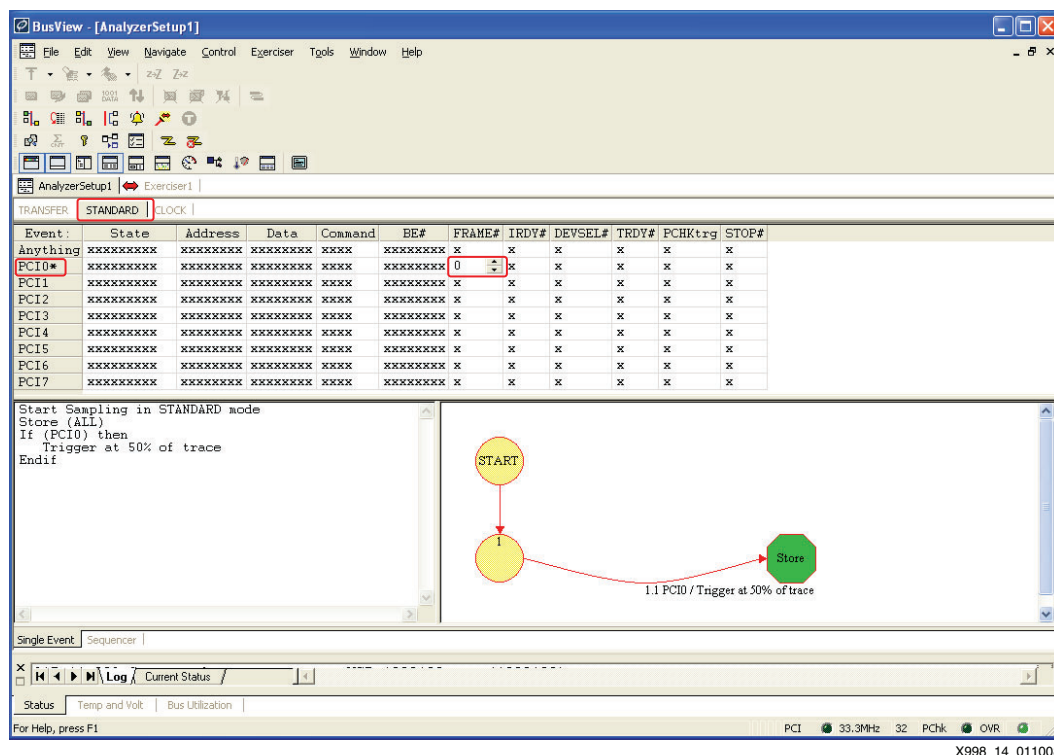 BusView - [AnalyzerSetup1]
File Edit View Navigate Control Exerciser Tools Window Help
AnalyzerSetup1 Exerciser1
TRANSFER STANDARD CLOCK
Event: State Address Data Command BE# FRAME# IRDY# DEVSEL# TRDY# PCHKtrg STOP#
Anything xxxxxxxxx xxxxxxxx xxxxxxxx xxxx xxxxxxxx x x x x x x
PCI0* xxxxxxxxx xxxxxxxx xxxxxxxx xxxx xxxxxxxx 0 x x x x x
PCI1 xxxxxxxxx xxxxxxxx xxxxxxxx xxxx xxxxxxxx x x x x x x
PCI2 xxxxxxxxx xxxxxxxx xxxxxxxx xxxx xxxxxxxx x x x x x x
PCI3 xxxxxxxxx xxxxxxxx xxxxxxxx xxxx xxxxxxxx x x x x x x
PCI4 xxxxxxxxx xxxxxxxx xxxxxxxx xxxx xxxxxxxx x x x x x x
PCI5 xxxxxxxxx xxxxxxxx xxxxxxxx xxxx xxxxxxxx x x x x x x
PCI6 xxxxxxxxx xxxxxxxx xxxxxxxx xxxx xxxxxxxx x x x x x x
PCI7 xxxxxxxxx xxxxxxxx xxxxxxxx xxxx xxxxxxxx x x x x x x
Start Sampling in STANDARD mode
Store (ALL)
If (PCI0) then
Trigger at 50% of trace
Endif
START
1
Store
1.1 PCI0 / Trigger at 50% of trace
Single Event Sequencer
Log Current Status
Status Temp and Volt Bus Utilization
For Help, press F1 PCI 33.3MHz 32 PChk OVR
X998_14_01100